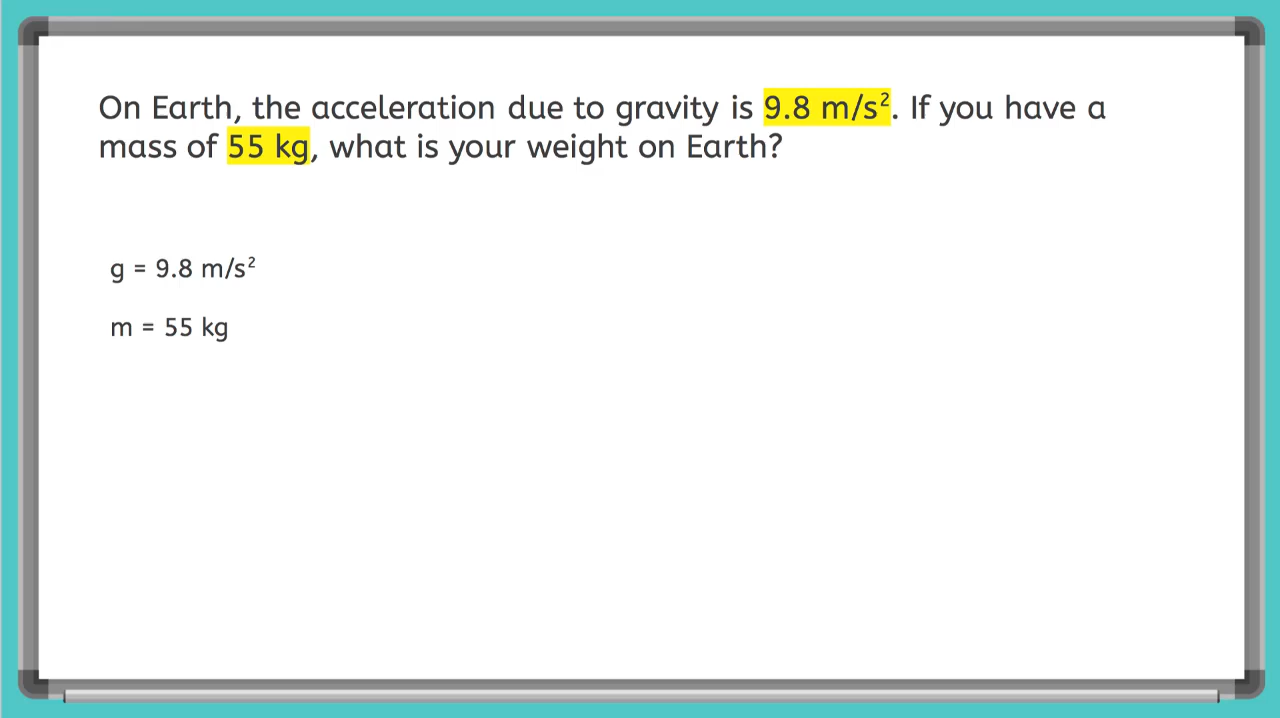 On Earth, the acceleration due to gravity is 9.8 m/s². If you have a
mass of 55 kg, what is your weight on Earth?
g = 9.8 m/s²
m = 55 kg